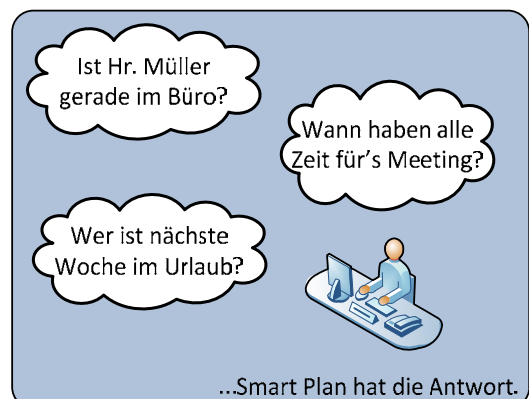 Ist Hr. Müller
gerade im Büro?
Wann haben alle
Zeit für's Meeting?
Wer ist nächste
Woche im Urlaub?
...Smart Plan hat die Antwort.